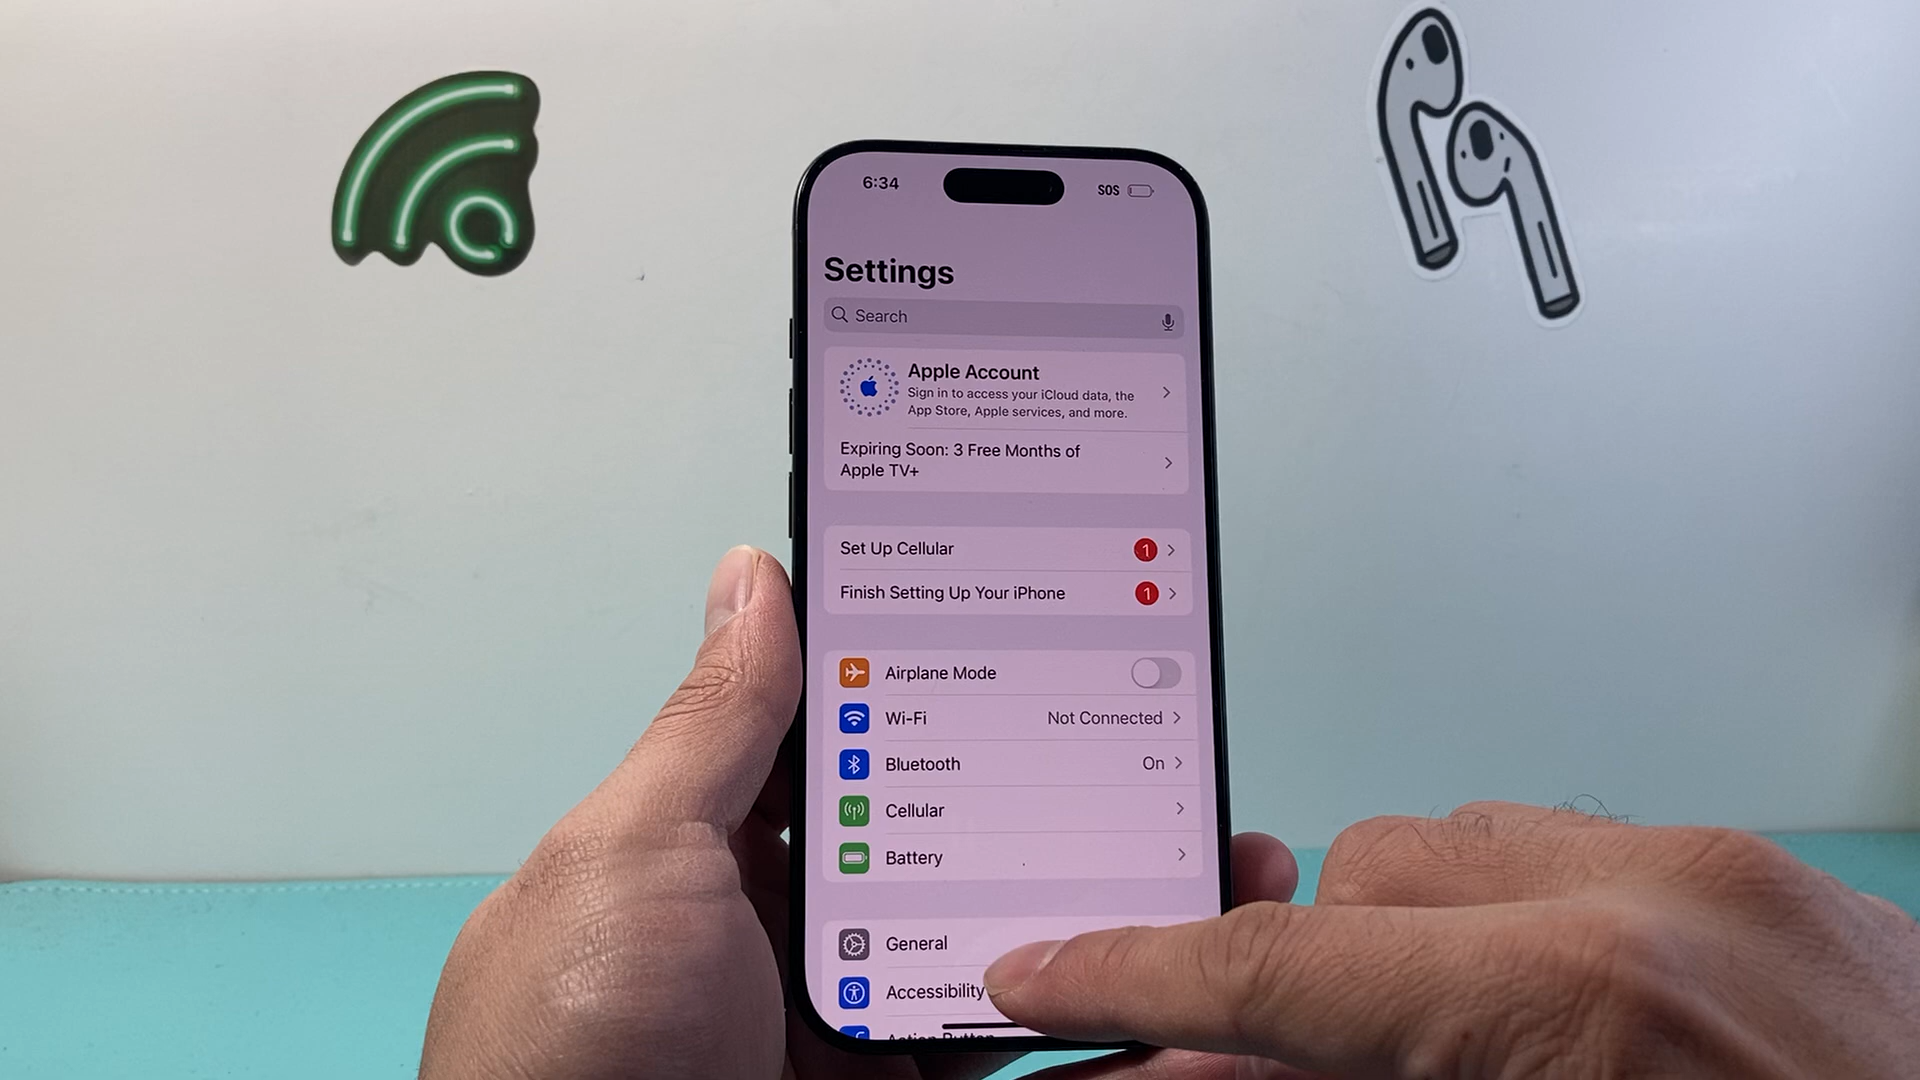 6:34
SOS
Settings
Search
Apple Account
Sign in to access your iCloud data, the
App Store, Apple services, and more.
Expiring Soon: 3 Free Months of
Apple TV+
Set Up Cellular
1
Finish Setting Up Your iPhone
1
Airplane Mode
Wi-Fi
Not Connected
Bluetooth
On
Cellular
Battery
General
Accessibility
Action Button